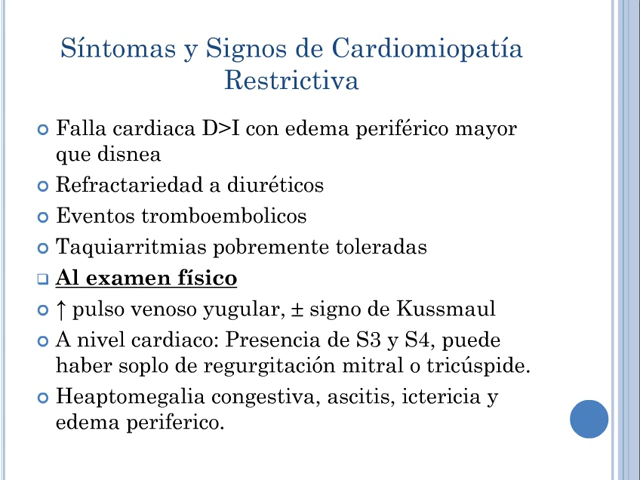 Síntomas y Signos de Cardiomiopatía
Restrictiva
Falla cardiaca D>I con edema periférico mayor
que disnea
Refractariedad a diuréticos
Eventos tromboembolicos
Taquiarritmias pobremente toleradas
Al examen físico
↑ pulso venoso yugular, ± signo de Kussmaul
A nivel cardiaco: Presencia de S3 y S4, puede
haber soplo de regurgitación mitral o tricúspide.
Heaptomegalia congestiva, ascitis, ictericia y
edema periferico.